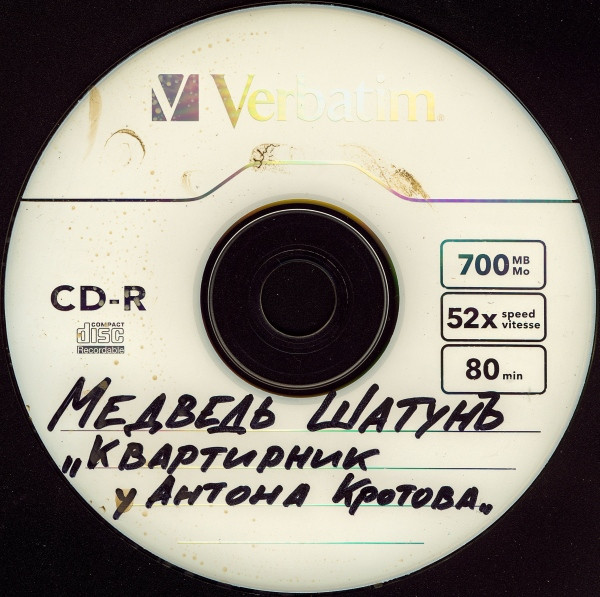 Verbatim
CD-R
COMPACT
disc
Recordable
700 MB
Mo
52x speed
vitesse
80 min
МЕДВЕДЬ ШАТУНЪ
„КВАРТИРНИК
у АНТОНА КРОТОВА„